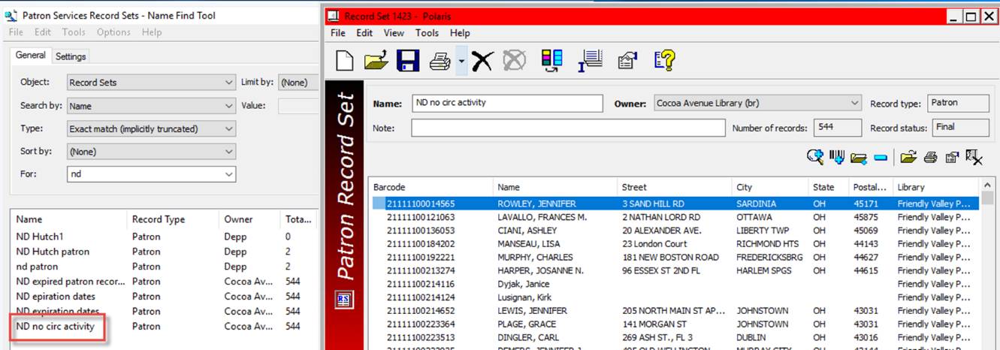 Patron Services Record Sets - Name Find Tool
File Edit Tools Options Help
General Settings
Object: Record Sets Limit by: (None)
Search by: Name Value:
Type: Exact match (implicitly truncated)
Sort by: (None)
For: nd
Name Record Type Owner Tota...
ND Hutch1 Patron Depp 0
ND Hutch patron Patron Depp 2
nd patron Patron Depp 2
ND expired patron recor... Patron Cocoa Av... 544
ND epiration dates Patron Cocoa Av... 544
ND expiration dates Patron Cocoa Av... 544
ND no circ activity Patron Cocoa Av... 544
Record Set 1423 - Polaris
File Edit View Tools Help
Patron Record Set
RS
Name: ND no circ activity Owner: Cocoa Avenue Library (br) Record type: Patron
Note: Number of records: 544 Record status: Final
Barcode Name Street City State Postal... Library
21111100014565 ROWLEY, JENNIFER 3 SAND HILL RD SARDINIA OH 45171 Friendly Valley P...
21111100121063 LAVALLO, FRANCES M. 2 NATHAN LORD RD OTTAWA OH 45875 Friendly Valley P...
21111100136053 CIANI, ASHLEY 20 ALEXANDER AVE. LIBERTY TWP OH 45069 Friendly Valley P...
21111100184202 MANSEAU, LISA 23 London Court RICHMOND HTS OH 44143 Friendly Valley P...
21111100192221 MURPHY, CHARLES 181 NEW BOSTON ROAD FREDERICKSBRG OH 44627 Friendly Valley P...
21111100213274 HARPER, JOSANNE N. 96 ESSEX ST 2ND FL HARLEM SPGS OH 44615 Friendly Valley P...
21111100214116 Dyjak, Janice Friendly Valley P...
21111100214124 Lusignan, Kirk Friendly Valley P...
21111100214652 LEWIS, JENNIFER 205 NORTH MAIN ST AP... JOHNSTOWN OH 43031 Friendly Valley P...
21111100223364 PLAGE, GRACE 141 MORGAN ST JOHNSTOWN OH 43031 Friendly Valley P...
21111100223513 DINGLER, CARL 269 ASH ST., FL 3 DUBLIN OH 43016 Friendly Valley P...